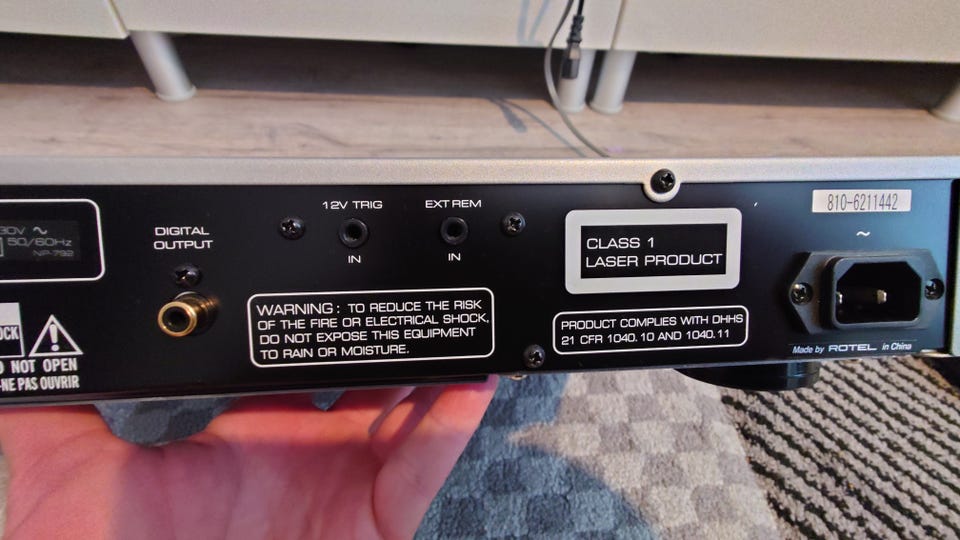 30V ~
50/60Hz
NP-792
OCK
O NOT OPEN
-NE PAS OUVRIR
DIGITAL
OUTPUT
12V TRIG
IN
EXT REM
IN
WARNING : TO REDUCE THE RISK
OF THE FIRE OR ELECTRICAL SHOCK,
DO NOT EXPOSE THIS EQUIPMENT
TO RAIN OR MOISTURE.
CLASS 1
LASER PRODUCT
PRODUCT COMPLIES WITH DHHS
21 CFR 1040.10 AND 1040.11
810-6211442
~
Made by ROTEL in China